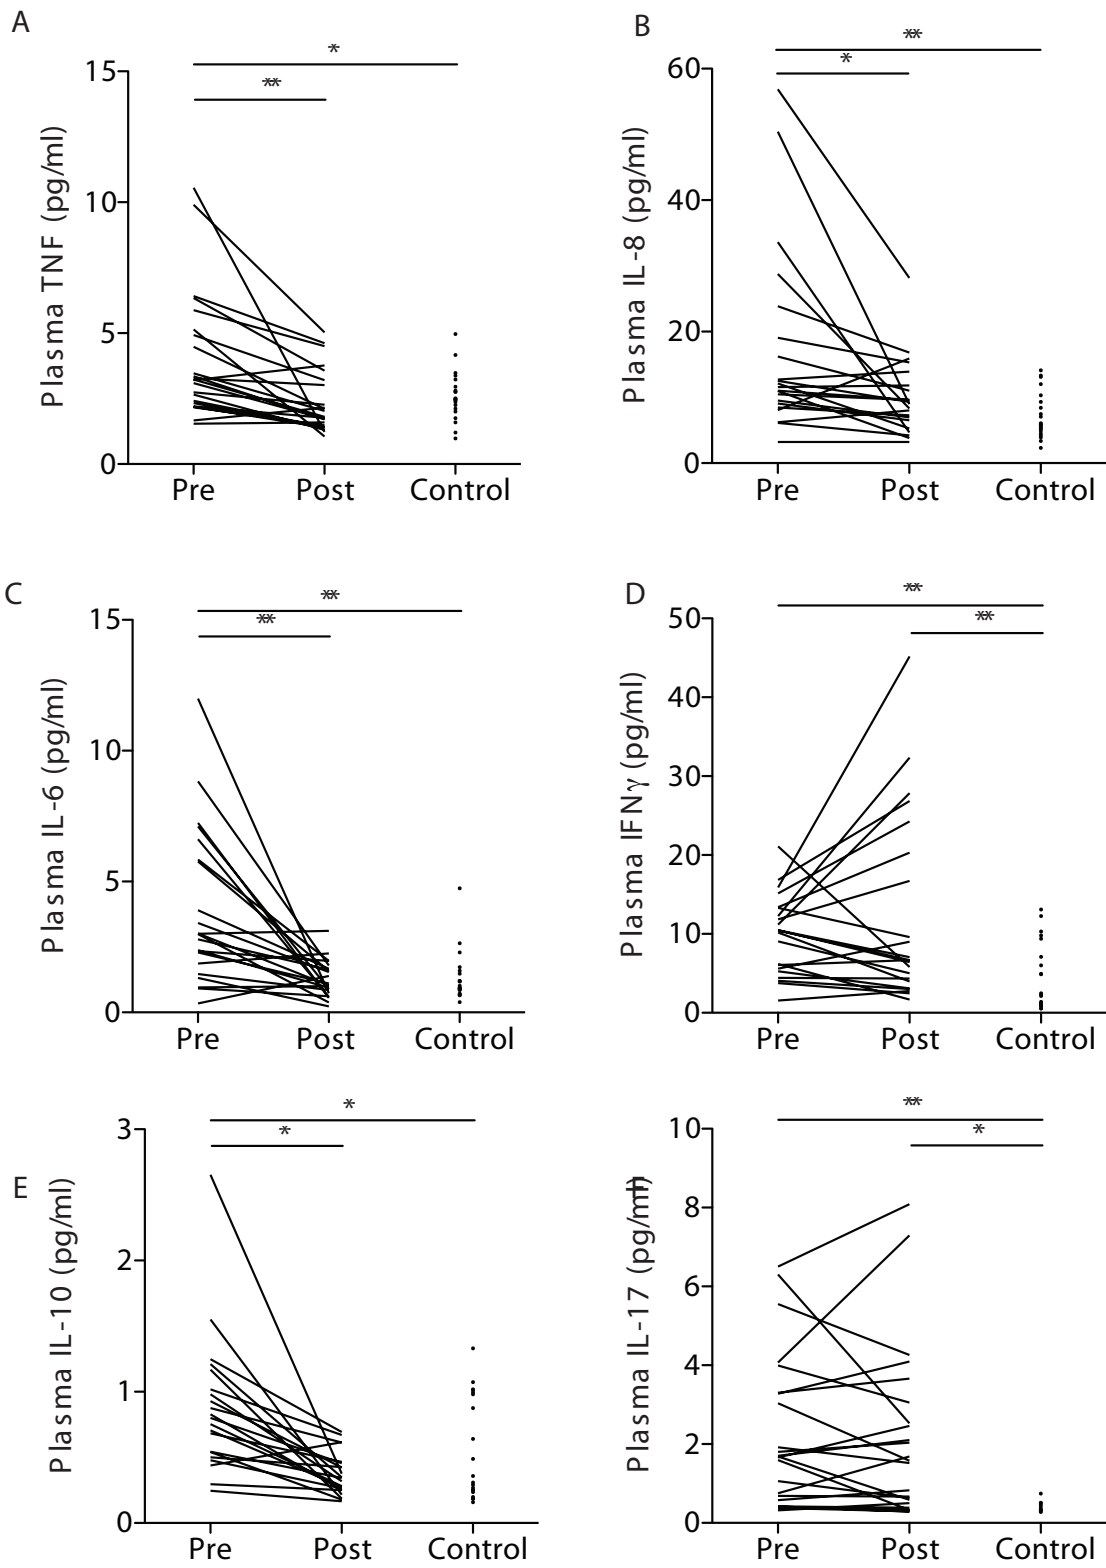 A
B
*
**
**
*
15
10
5
0
Plasma TNF (pg/ml)
Pre Post Control
60
40
20
0
Plasma IL-8 (pg/ml)
Pre Post Control
C
D
**
**
**
**
15
10
5
0
Plasma IL-6 (pg/ml)
Pre Post Control
50
40
30
20
10
0
Plasma IFNγ (pg/ml)
Pre Post Control
E
F
*
*
**
*
3
2
1
0
Plasma IL-10 (pg/ml)
Pre Post Control
10
8
6
4
2
0
Plasma IL-17 (pg/ml)
Pre Post Control